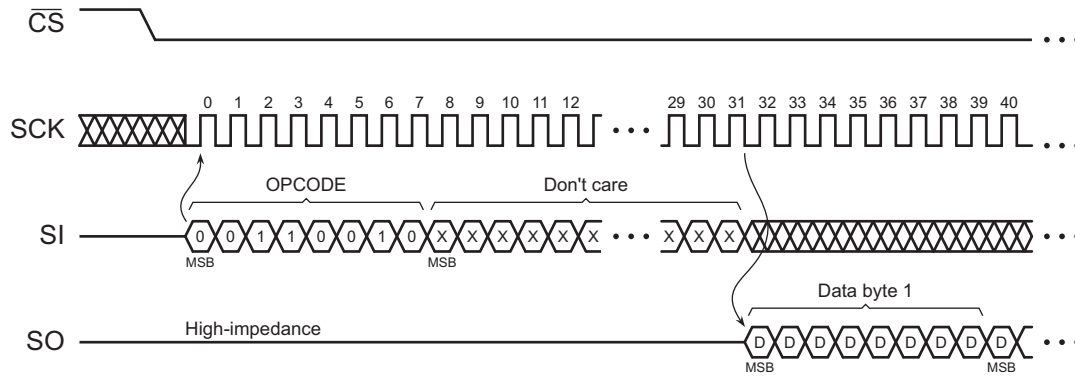 CS
SCK
0 1 2 3 4 5 6 7 8 9 10 11 12 29 30 31 32 33 34 35 36 37 38 39 40
OPCODE Don't care
SI
0 0 1 1 0 0 1 0 X X X X X X X X X
MSB MSB
Data byte 1
SO
High-impedance
D D D D D D D D D
MSB MSB